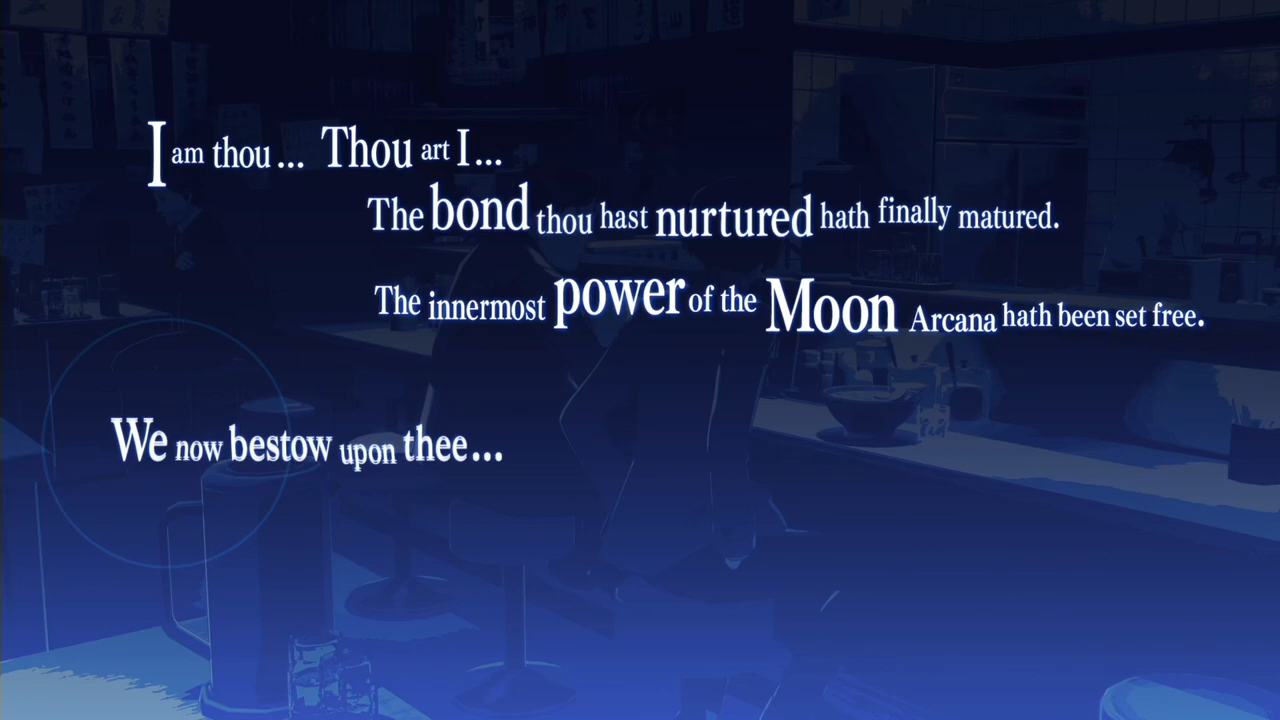 I am thou... Thou art I...
The bond thou hast nurtured hath finally matured.
The innermost power of the Moon Arcana hath been set free.
We now bestow upon thee...